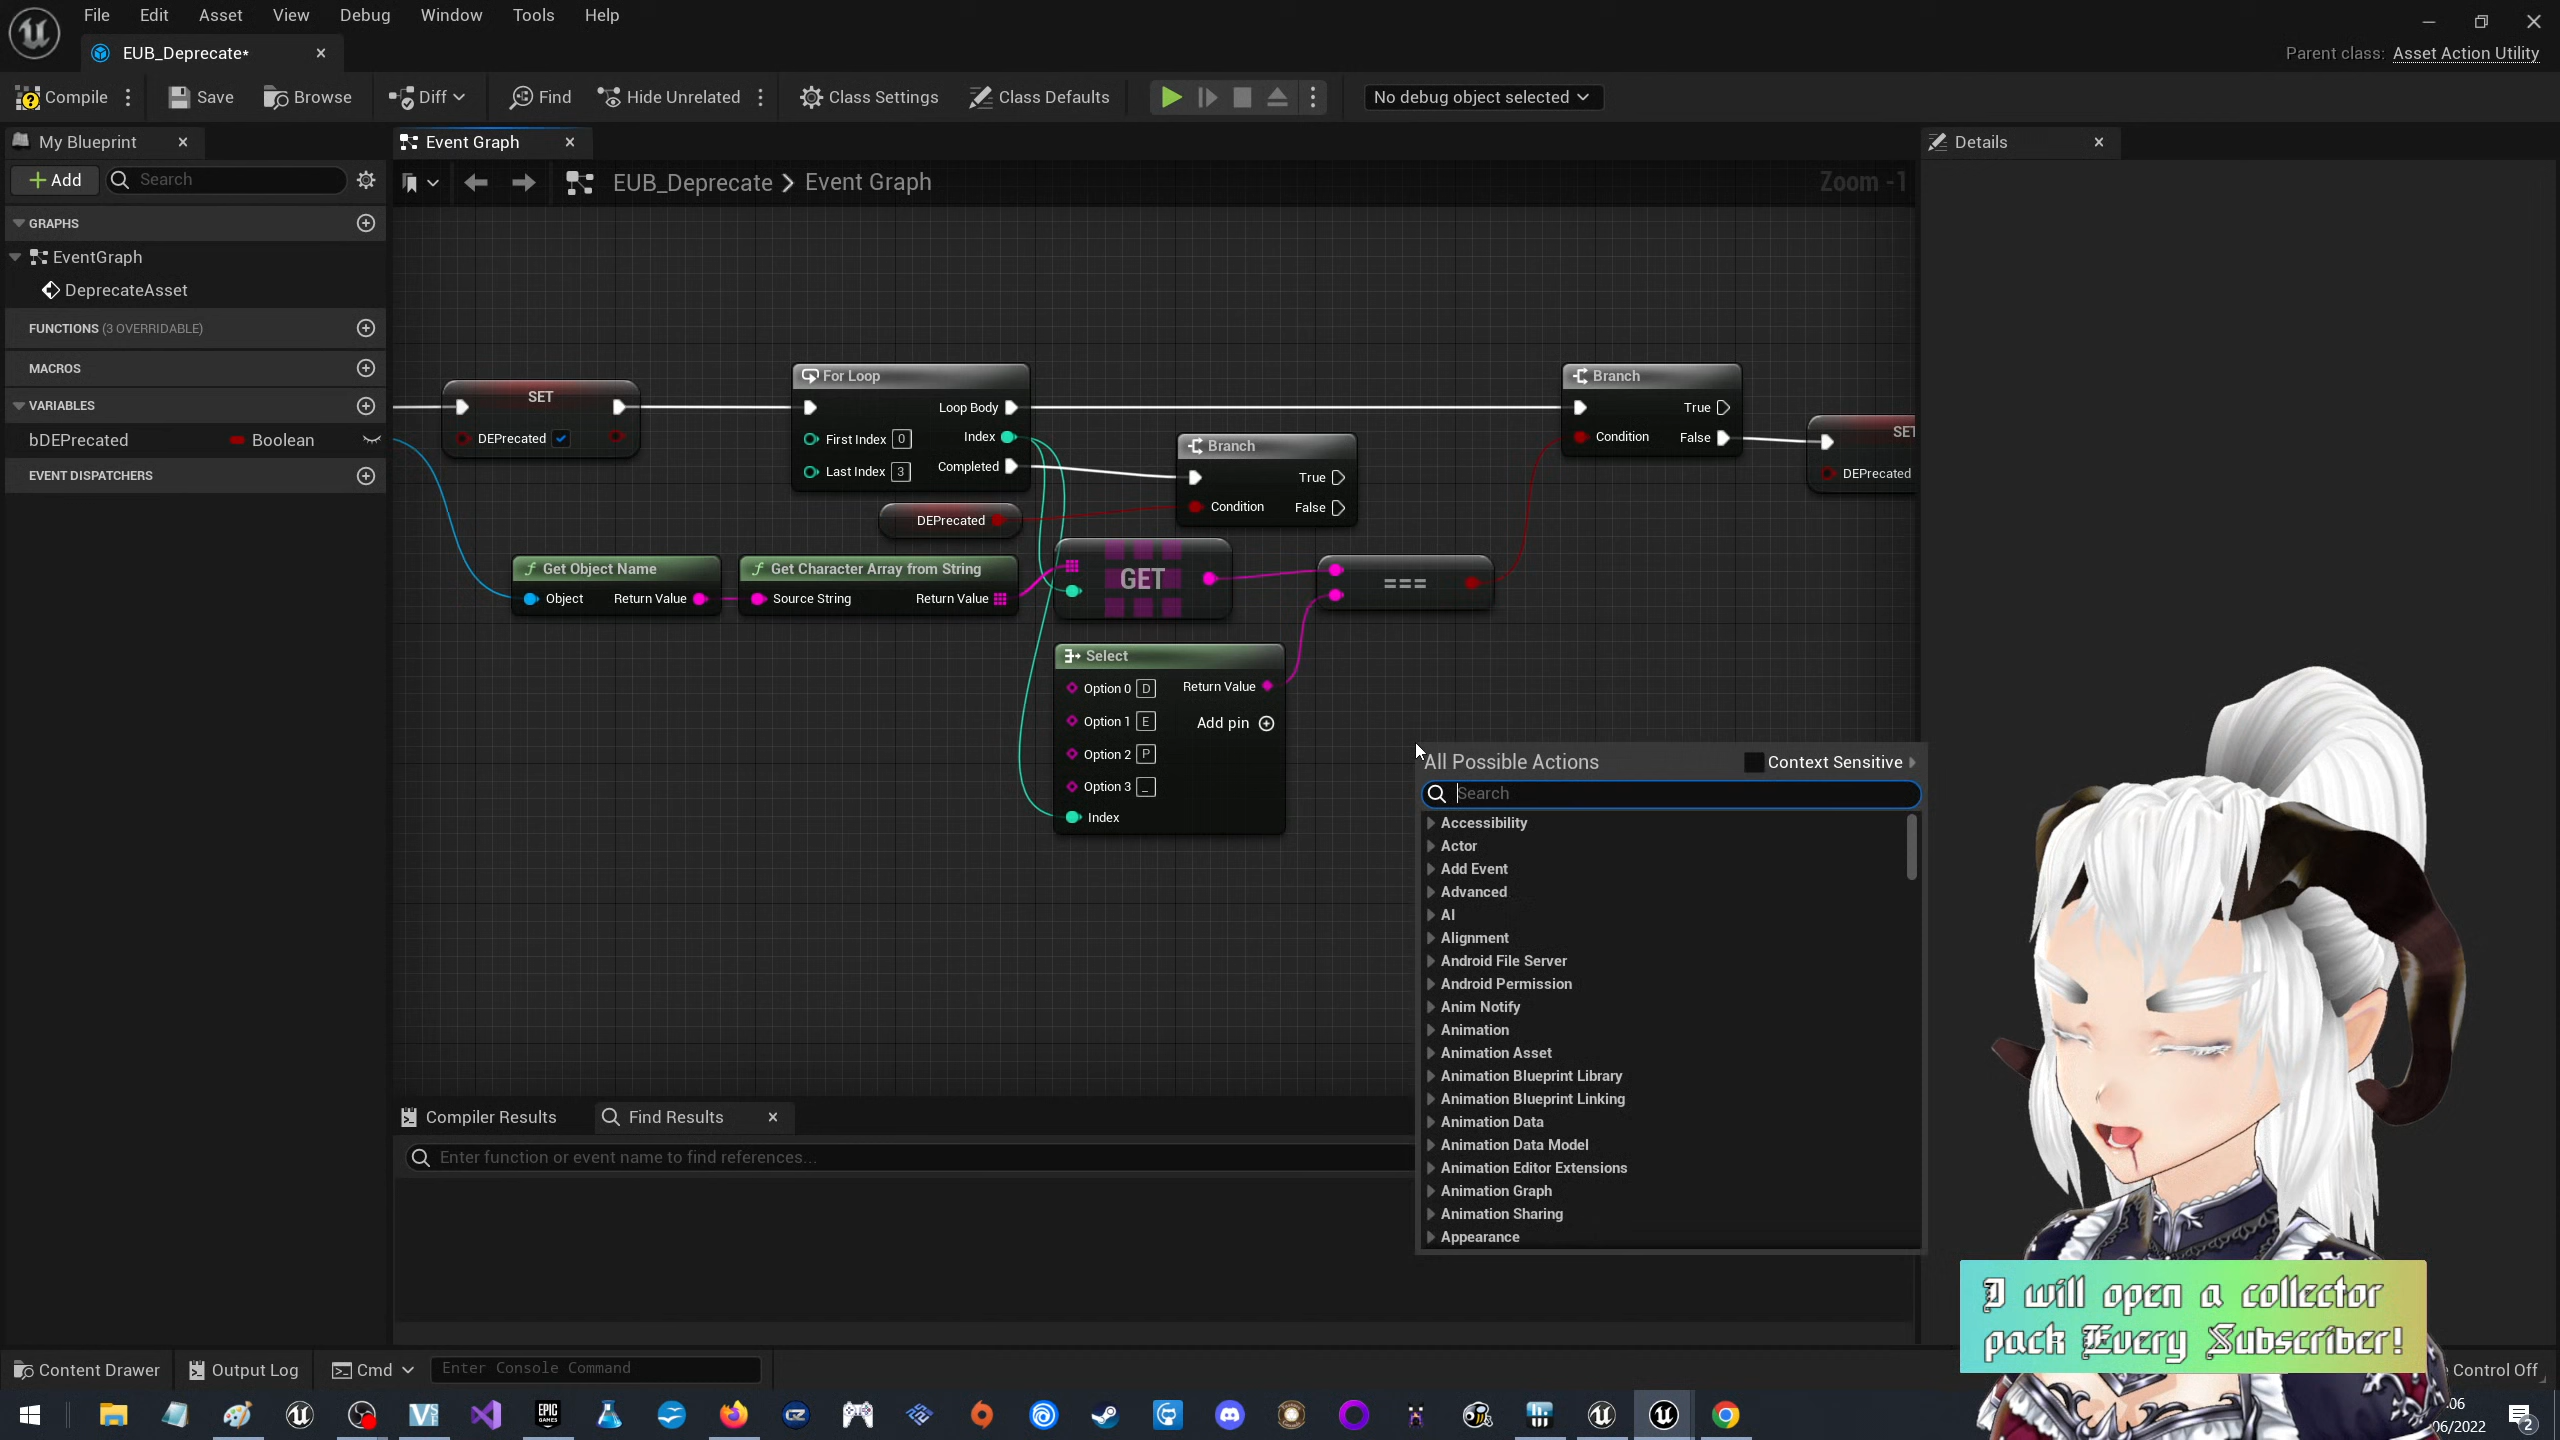 File Edit Asset View Debug Window Tools Help
EUB_Deprecate*
Parent class: Asset Action Utility
Compile Save Browse Diff Find Hide Unrelated Class Settings Class Defaults No debug object selected
My Blueprint
Event Graph
Details
Add Search
EUB_Deprecate > Event Graph
Zoom -1
GRAPHS
EventGraph
DeprecateAsset
FUNCTIONS (3 OVERRIDABLE)
MACROS
VARIABLES
bDEPrecated Boolean
EVENT DISPATCHERS
SET
DEPrecated
For Loop
Loop Body
First Index 0 Index
Last Index 3 Completed
Branch
True
Condition False
DEPrecated
Branch
True
Condition False
SET
DEPrecated
Get Object Name
Object Return Value
Get Character Array from String
Source String Return Value
GET
===
Select
Option 0 D Return Value
Option 1 E Add pin
Option 2 P
Option 3 _
Index
All Possible Actions Context Sensitive
Search
Accessibility
Actor
Add Event
Advanced
AI
Alignment
Android File Server
Android Permission
Anim Notify
Animation
Animation Asset
Animation Blueprint Library
Animation Blueprint Linking
Animation Data
Animation Data Model
Animation Editor Extensions
Animation Graph
Animation Sharing
Appearance
Compiler Results Find Results
Enter function or event name to find references...
I will open a collector
pack Every Subscriber!
Content Drawer Output Log Cmd Enter Console Command
Control Off
EPIC
GAMES
2